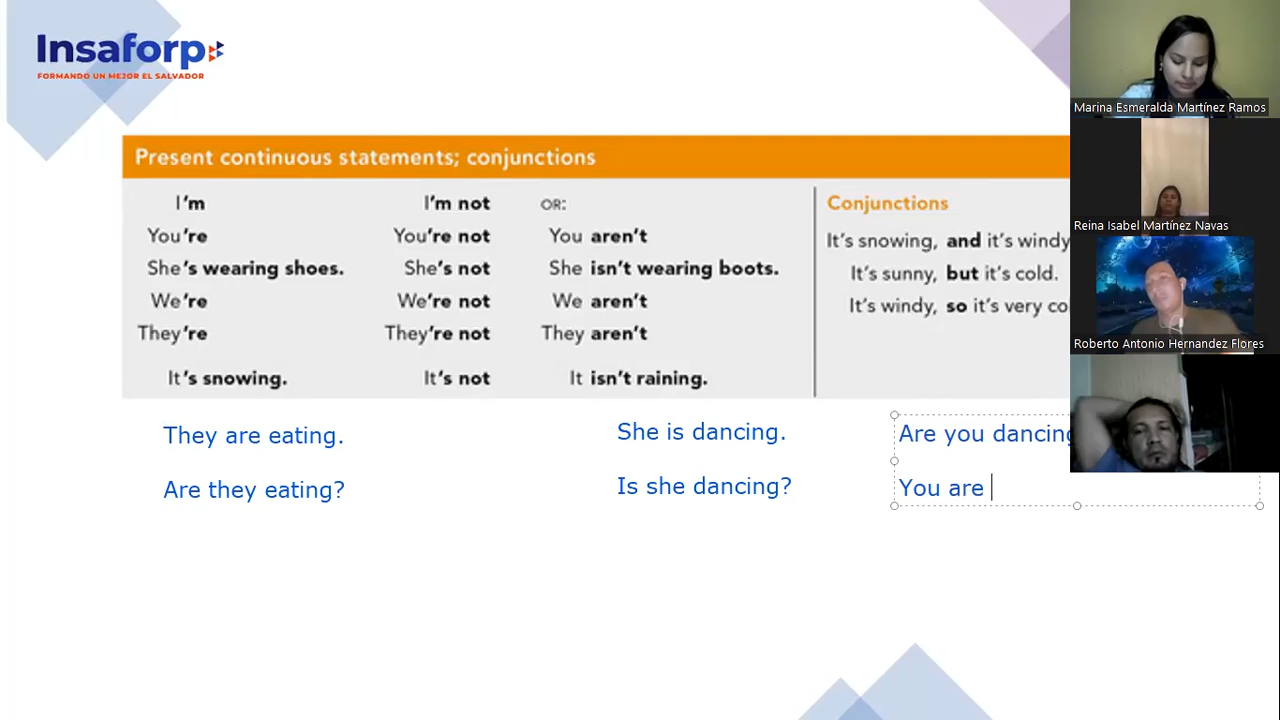 Insaforp
FORMANDO UN MEJOR EL SALVADOR
Present continuous statements; conjunctions
I'm I'm not OR:
You're You're not You aren't
She's wearing shoes. She's not She isn't wearing boots.
We're We're not We aren't
They're They're not They aren't
It's snowing. It's not It isn't raining.
Conjunctions
It's snowing, and it's windy
It's sunny, but it's cold.
It's windy, so it's very co
They are eating.
Are they eating?
She is dancing.
Is she dancing?
Are you dancing
You are
Marina Esmeralda Martínez Ramos
Reina Isabel Martínez Navas
Roberto Antonio Hernandez Flores